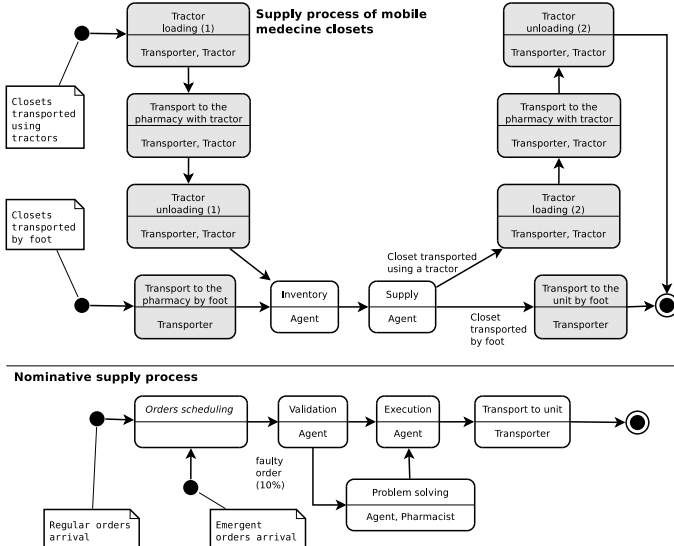 Supply process of mobile
medecine closets
Tractor
loading (1)
Transporter, Tractor
Closets
transported
using
tractors
Transport to the
pharmacy with tractor
Transporter, Tractor
Tractor
unloading (1)
Transporter, Tractor
Closets
transported
by foot
Transport to the
pharmacy by foot
Transporter
Inventory
Agent
Supply
Agent
Closet transported
using a tractor
Tractor
loading (2)
Transporter, Tractor
Transport to the
pharmacy with tractor
Transporter, Tractor
Tractor
unloading (2)
Transporter, Tractor
Closet
transported
by foot
Transport to the
unit by foot
Transporter
Nominative supply process
Orders scheduling
Validation
Agent
Execution
Agent
Transport to unit
Transporter
faulty
order
(10%)
Problem solving
Agent, Pharmacist
Regular orders
arrival
Emergent
orders arrival